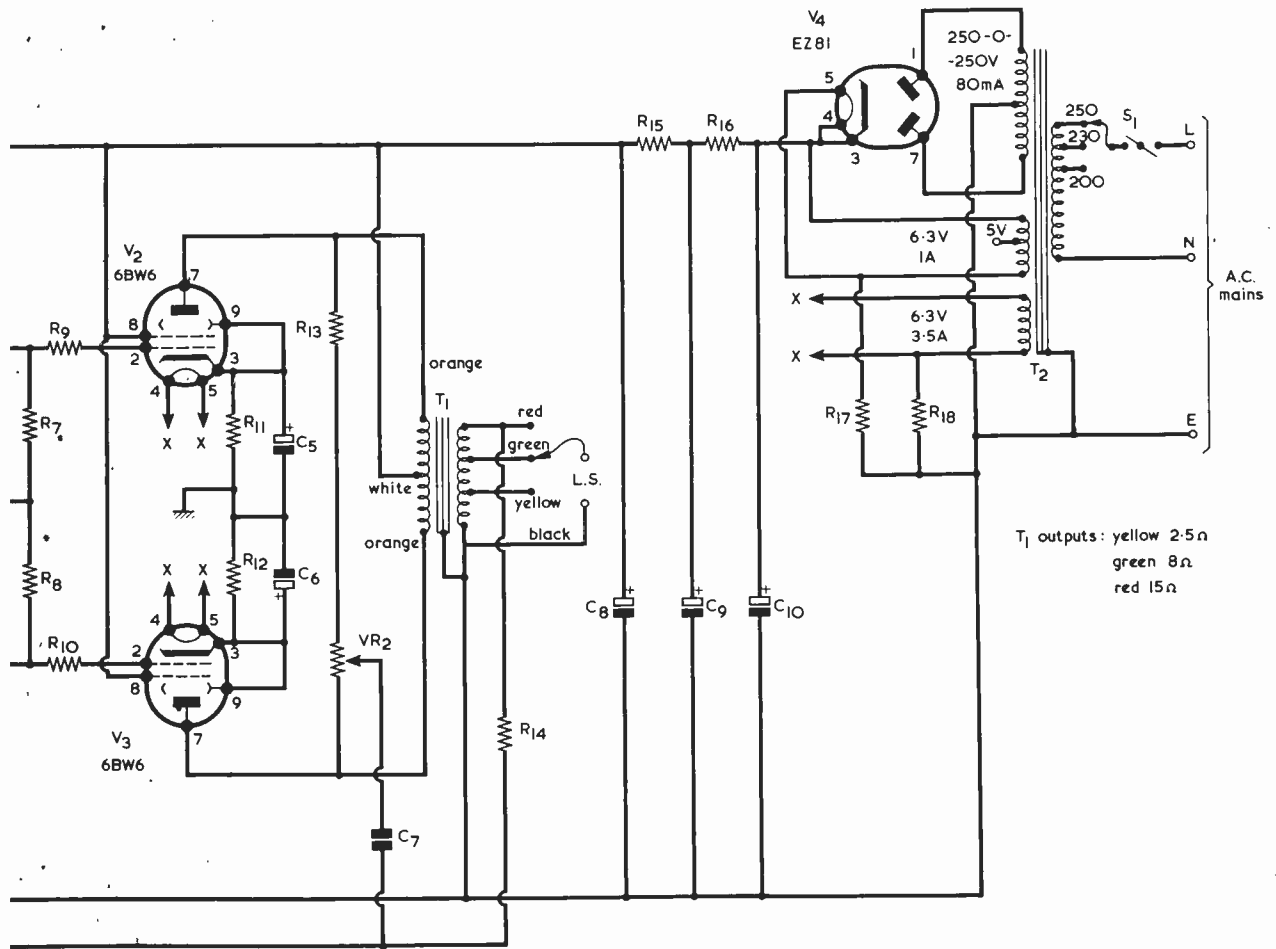 V4
EZ81
1
250-0-
-250V
80mA
5
4
3
7
R15
R16
250
230
200
S1
L
N
E
A.C.
mains
6·3V
1A
5V
X
6·3V
3·5A
X
T2
R17
R18
V2
6BW6
7
9
8
2
3
4
5
X
X
R9
R7
R11
C5
R13
orange
T1
red
green
yellow
L.S.
white
black
orange
R8
R12
C6
X
X
4
5
3
2
8
9
7
R10
V3
6BW6
VR2
R14
C7
C8
C9
C10
T1 outputs: yellow 2·5Ω
green 8Ω
red 15Ω